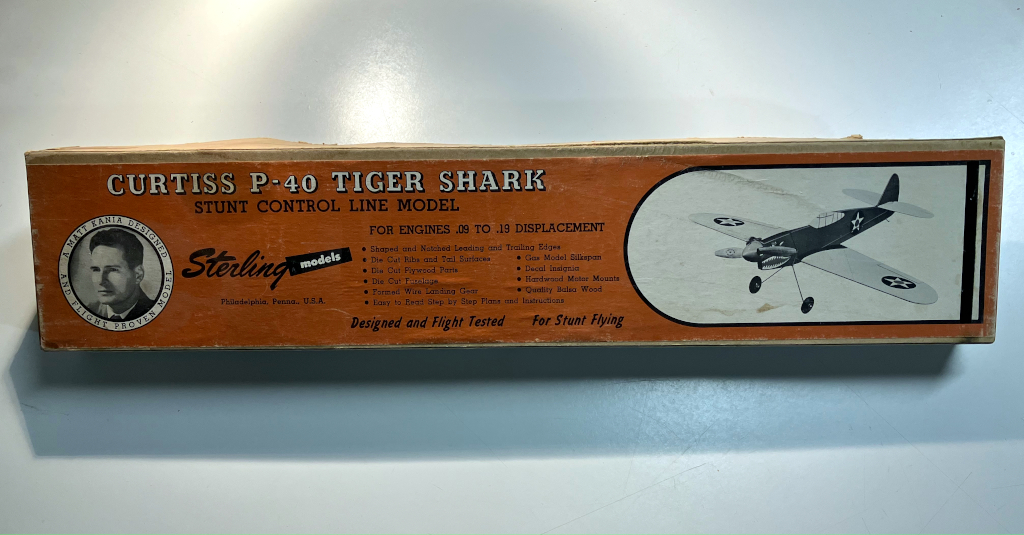 CURTISS P-40 TIGER SHARK
STUNT CONTROL LINE MODEL
FOR ENGINES .09 TO .19 DISPLACEMENT
A MATT KANIA DESIGNED
AND FLIGHT PROVEN MODEL
Sterling models
Philadelphia, Penna., U.S.A.
• Shaped and Notched Leading and Trailing Edges
• Die Cut Ribs and Tail Surfaces
• Die Cut Plywood Parts
• Die Cut Fuselage
• Formed Wire Landing Gear
• Easy to Read Step by Step Plans and Instructions
• Gas Model Silkspan
• Decal Insignia
• Hardwood Motor Mounts
• Quality Balsa Wood
Designed and Flight Tested For Stunt Flying